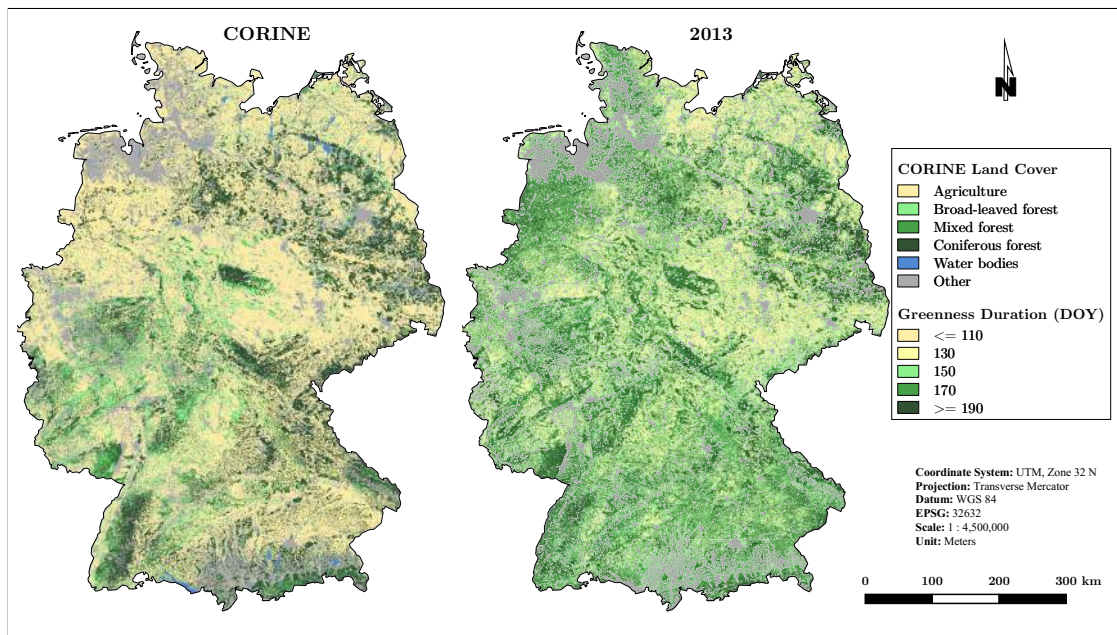 CORINE
2013
N
CORINE Land Cover
Agriculture
Broad-leaved forest
Mixed forest
Coniferous forest
Water bodies
Other
Greenness Duration (DOY)
<= 110
130
150
170
>= 190
Coordinate System: UTM, Zone 32 N
Projection: Transverse Mercator
Datum: WGS 84
EPSG: 32632
Scale: 1 : 4,500,000
Unit: Meters
0 100 200 300 km